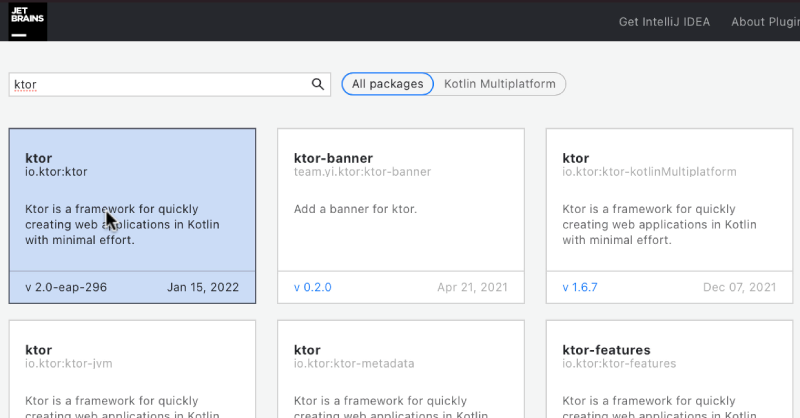 JET
BRAINS
Get IntelliJ IDEA
About Plugin
ktor
All packages
Kotlin Multiplatform
ktor
io.ktor:ktor
Ktor is a framework for quickly
creating web applications in Kotlin
with minimal effort.
v 2.0-eap-296
Jan 15, 2022
ktor-banner
team.yi.ktor:ktor-banner
Add a banner for ktor.
v 0.2.0
Apr 21, 2021
ktor
io.ktor:ktor-kotlinMultiplatform
Ktor is a framework for quickly
creating web applications in Kotlin
with minimal effort.
v 1.6.7
Dec 07, 2021
ktor
io.ktor:ktor-jvm
Ktor is a framework for quickly
creating web applications in Kotlin
ktor
io.ktor:ktor-metadata
Ktor is a framework for quickly
creating web applications in Kotlin
ktor-features
io.ktor:ktor-features
Ktor is a framework for quickly
creating web applications in Kotlin